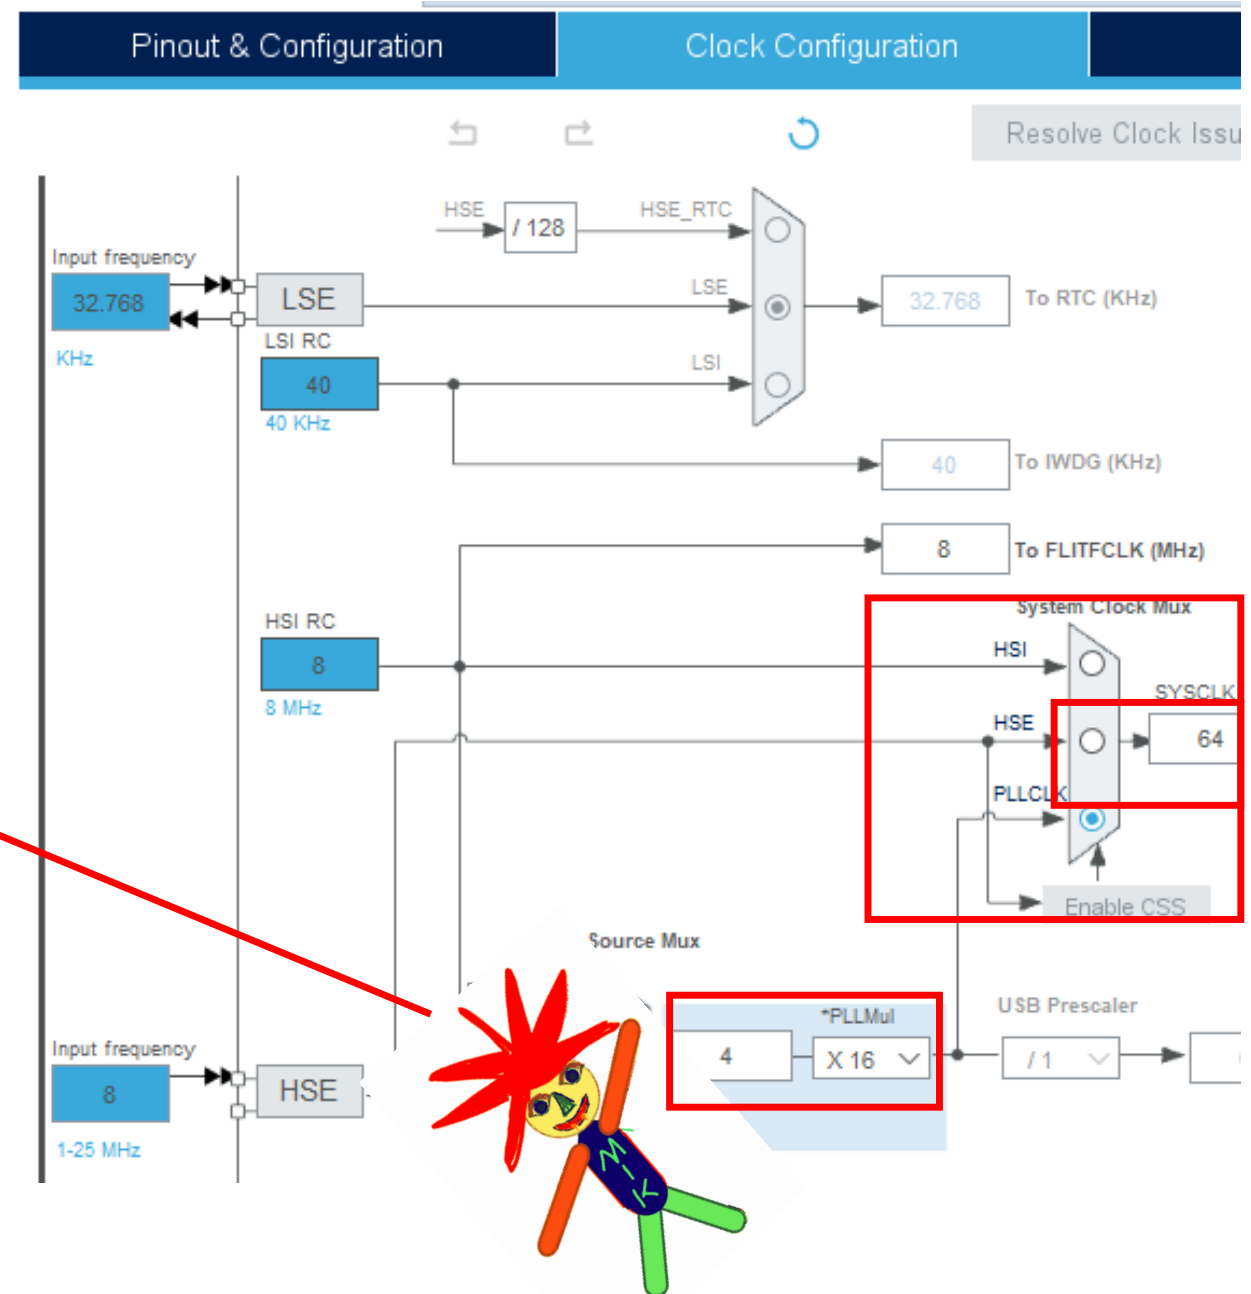 Pinout & Configuration
Clock Configuration
Resolve Clock Issu
HSE
/ 128
HSE_RTC
Input frequency
32.768
KHz
LSE
LSE
32.768
To RTC (KHz)
LSI RC
40
40 KHz
LSI
40
To IWDG (KHz)
8
To FLITFCLK (MHz)
System Clock Mux
HSI RC
8
8 MHz
HSI
SYSCLK
HSE
64
PLLCLK
Enable CSS
Source Mux
*PLLMul
USB Prescaler
Input frequency
8
1-25 MHz
HSE
4
X 16
/ 1
MIK